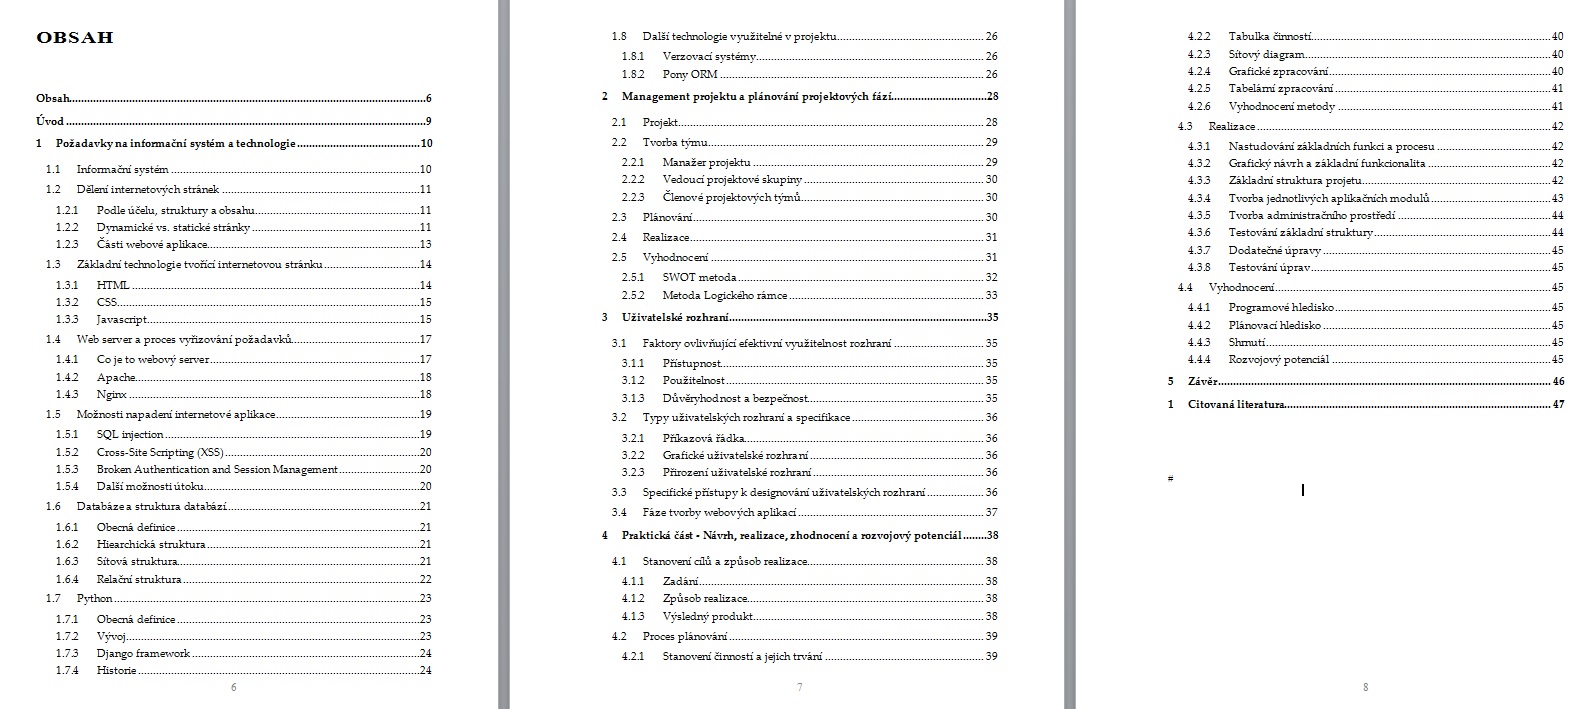 OBSAH
Obsah........6
Úvod........9
1 Požadavky na informační systém a technologie........10
1.1 Informační systém........10
1.2 Dělení internetových stránek........11
1.2.1 Podle účelu, struktury a obsahu........11
1.2.2 Dynamické vs. statické stránky........11
1.2.3 Části webové aplikace........13
1.3 Základní technologie tvořící internetovou stránku........14
1.3.1 HTML........14
1.3.2 CSS........15
1.3.3 Javascript........15
1.4 Web server a proces vyřizování požadavků........17
1.4.1 Co je to webový server........17
1.4.2 Apache........18
1.4.3 Nginx........18
1.5 Možnosti napadení internetové aplikace........19
1.5.1 SQL injection........19
1.5.2 Cross-Site Scripting (XSS)........20
1.5.3 Broken Authentication and Session Management........20
1.5.4 Další možnosti útoku........20
1.6 Databáze a struktura databází........21
1.6.1 Obecná definice........21
1.6.2 Hiearchická struktura........21
1.6.3 Sítová struktura........21
1.6.4 Relační struktura........22
1.7 Python........23
1.7.1 Obecná definice........23
1.7.2 Vývoj........23
1.7.3 Django framework........24
1.7.4 Historie........24
6
1.8 Další technologie využitelné v projektu........26
1.8.1 Verzovací systémy........26
1.8.2 Pony ORM........26
2 Management projektu a plánování projektových fází........28
2.1 Projekt........28
2.2 Tvorba týmu........29
2.2.1 Manažer projektu........29
2.2.2 Vedoucí projektové skupiny........30
2.2.3 Členové projektových týmů........30
2.3 Plánování........30
2.4 Realizace........31
2.5 Vyhodnocení........31
2.5.1 SWOT metoda........32
2.5.2 Metoda Logického rámce........33
3 Uživatelské rozhraní........35
3.1 Faktory ovlivňující efektivní využitelnost rozhraní........35
3.1.1 Přístupnost........35
3.1.2 Použitelnost........35
3.1.3 Důvěryhodnost a bezpečnost........35
3.2 Typy uživatelských rozhraní a specifikace........36
3.2.1 Příkazová řádka........36
3.2.2 Grafické uživatelské rozhraní........36
3.2.3 Přirození uživatelské rozhraní........36
3.3 Specifické přístupy k designování uživatelských rozhraní........36
3.4 Fáze tvorby webových aplikací........37
4 Praktická část - Návrh, realizace, zhodnocení a rozvojový potenciál........38
4.1 Stanovení cílů a způsob realizace........38
4.1.1 Zadání........38
4.1.2 Způsob realizace........38
4.1.3 Výsledný produkt........38
4.2 Proces plánování........39
4.2.1 Stanovení činností a jejich trvání........39
7
4.2.2 Tabulka činností........40
4.2.3 Sítový diagram........40
4.2.4 Grafické zpracování........40
4.2.5 Tabelární zpracování........41
4.2.6 Vyhodnocení metody........41
4.3 Realizace........42
4.3.1 Nastudování základních funkci a procesu........42
4.3.2 Grafický návrh a základní funkcionalita........42
4.3.3 Základní struktura projetu........42
4.3.4 Tvorba jednotlivých aplikačních modulů........43
4.3.5 Tvorba administračního prostředí........44
4.3.6 Testování základní struktury........44
4.3.7 Dodatečné úpravy........45
4.3.8 Testování úprav........45
4.4 Vyhodnocení........45
4.4.1 Programové hledisko........45
4.4.2 Plánovací hledisko........45
4.4.3 Shrnutí........45
4.4.4 Rozvojový potenciál........45
5 Závěr........46
1 Citovaná literatura........47
#
8